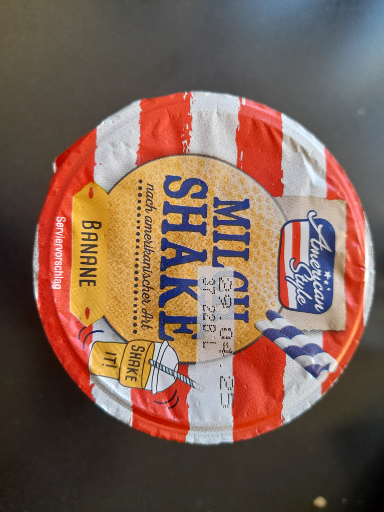 American
Style
MILCH
SHAKE
nach amerikanischer Art
BANANE
Serviervorschlag
SHAKE
IT!